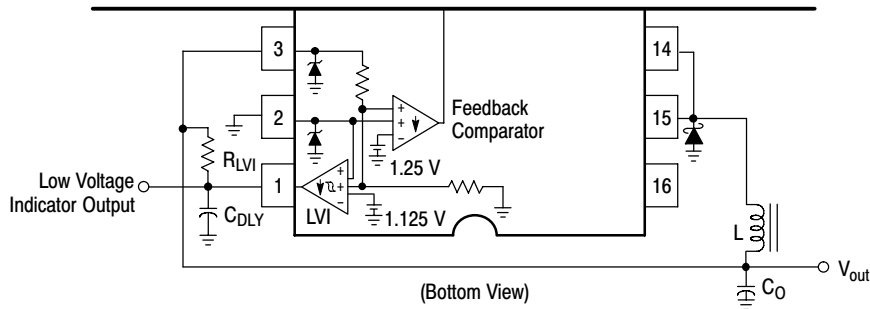 3
14
2
15
1
16
Feedback
Comparator
1.25 V
R_LVI
Low Voltage
Indicator Output
C_DLY
+
+
−
+
−
LVI
1.125 V
L
V_out
C_O
(Bottom View)